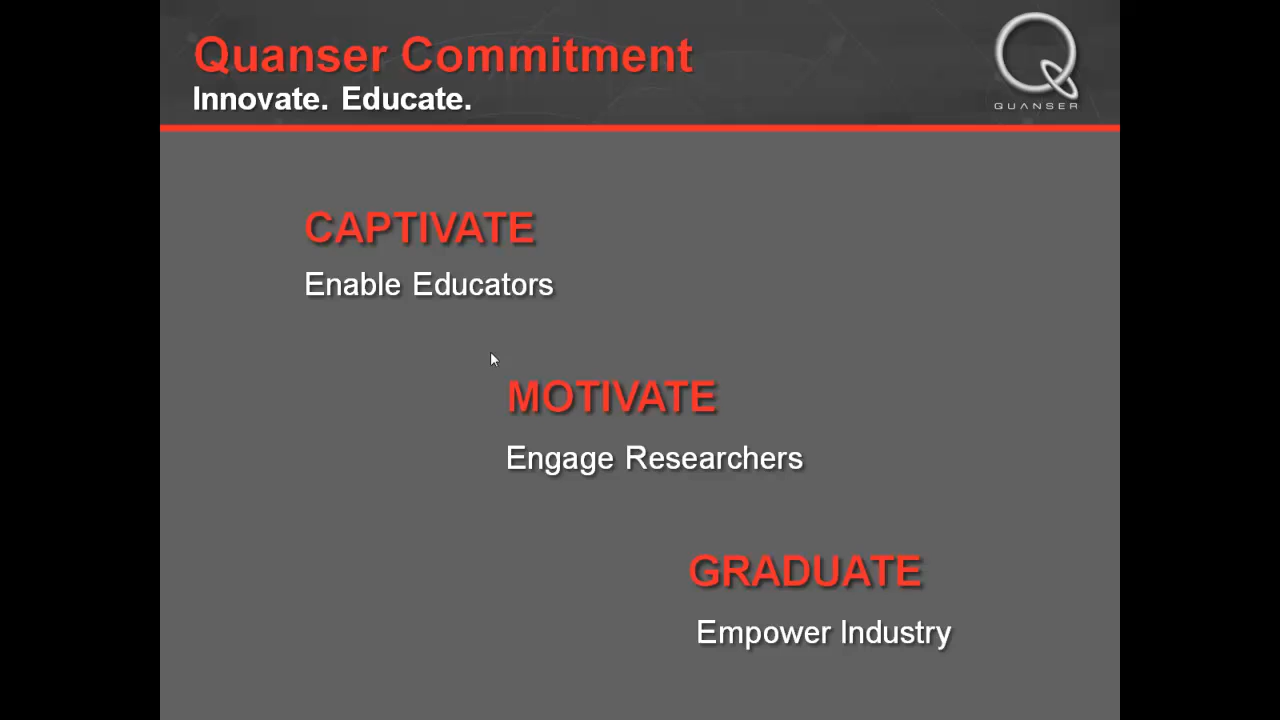 Quanser Commitment
Innovate. Educate.
QUANSER
CAPTIVATE
Enable Educators
MOTIVATE
Engage Researchers
GRADUATE
Empower Industry